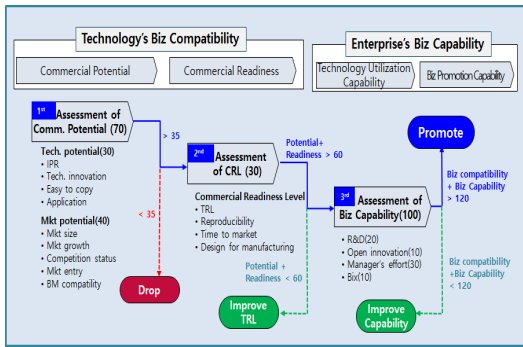 Technology's Biz Compatibility
Enterprise's Biz Capability
Commercial Potential
Commercial Readiness
Technology Utilization
Capability
Biz Promotion Capability
1st
Assessment of
Comm. Potential (70)
> 35
Tech. potential(30)
• IPR
• Tech. innovation
• Easy to copy
• Application
Mkt potential(40)
• Mkt size
• Mkt growth
• Competition status
• Mkt entry
• BM compatility
< 35
Drop
2nd
Assessment
of CRL (30)
Potential+
Readiness > 60
Commercial Readiness Level
• TRL
• Reproducibility
• Time to market
• Design for manufacturing
Potential +
Readiness < 60
Improve
TRL
3rd
Assessment of
Biz Capability(100)
• R&D(20)
• Open innovation(10)
• Manager's effort(30)
• Bix(10)
Promote
Biz compatibility
+ Biz Capability
> 120
Biz compatibility
+Biz Capability
< 120
Improve
Capability